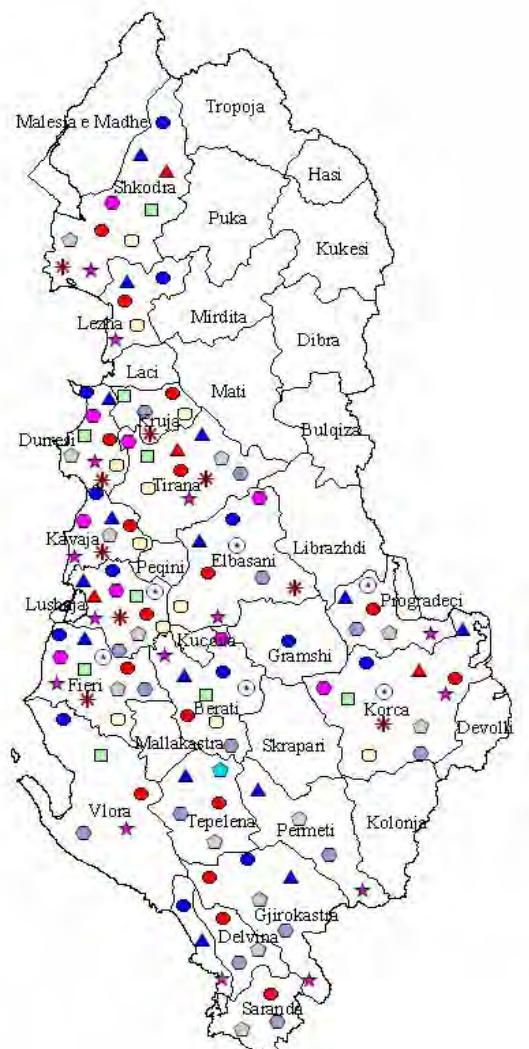 Tropoja
Malesia e Madhe
Hasi
Shkodra
Puka
Kukesi
Mirdita
Lezha
Dibra
Laci
Mati
Kruja
Bulqiza
Durresi
Tirana
Kavaja
Peqini
Elbasani
Librazhdi
Lushnja
Progradeci
Kucova
Gramshi
Fieri
Berati
Korca
Devolli
Mallakastra
Skrapari
Vlora
Tepelena
Permeti
Kolonja
Gjirokastra
Delvina
Saranda